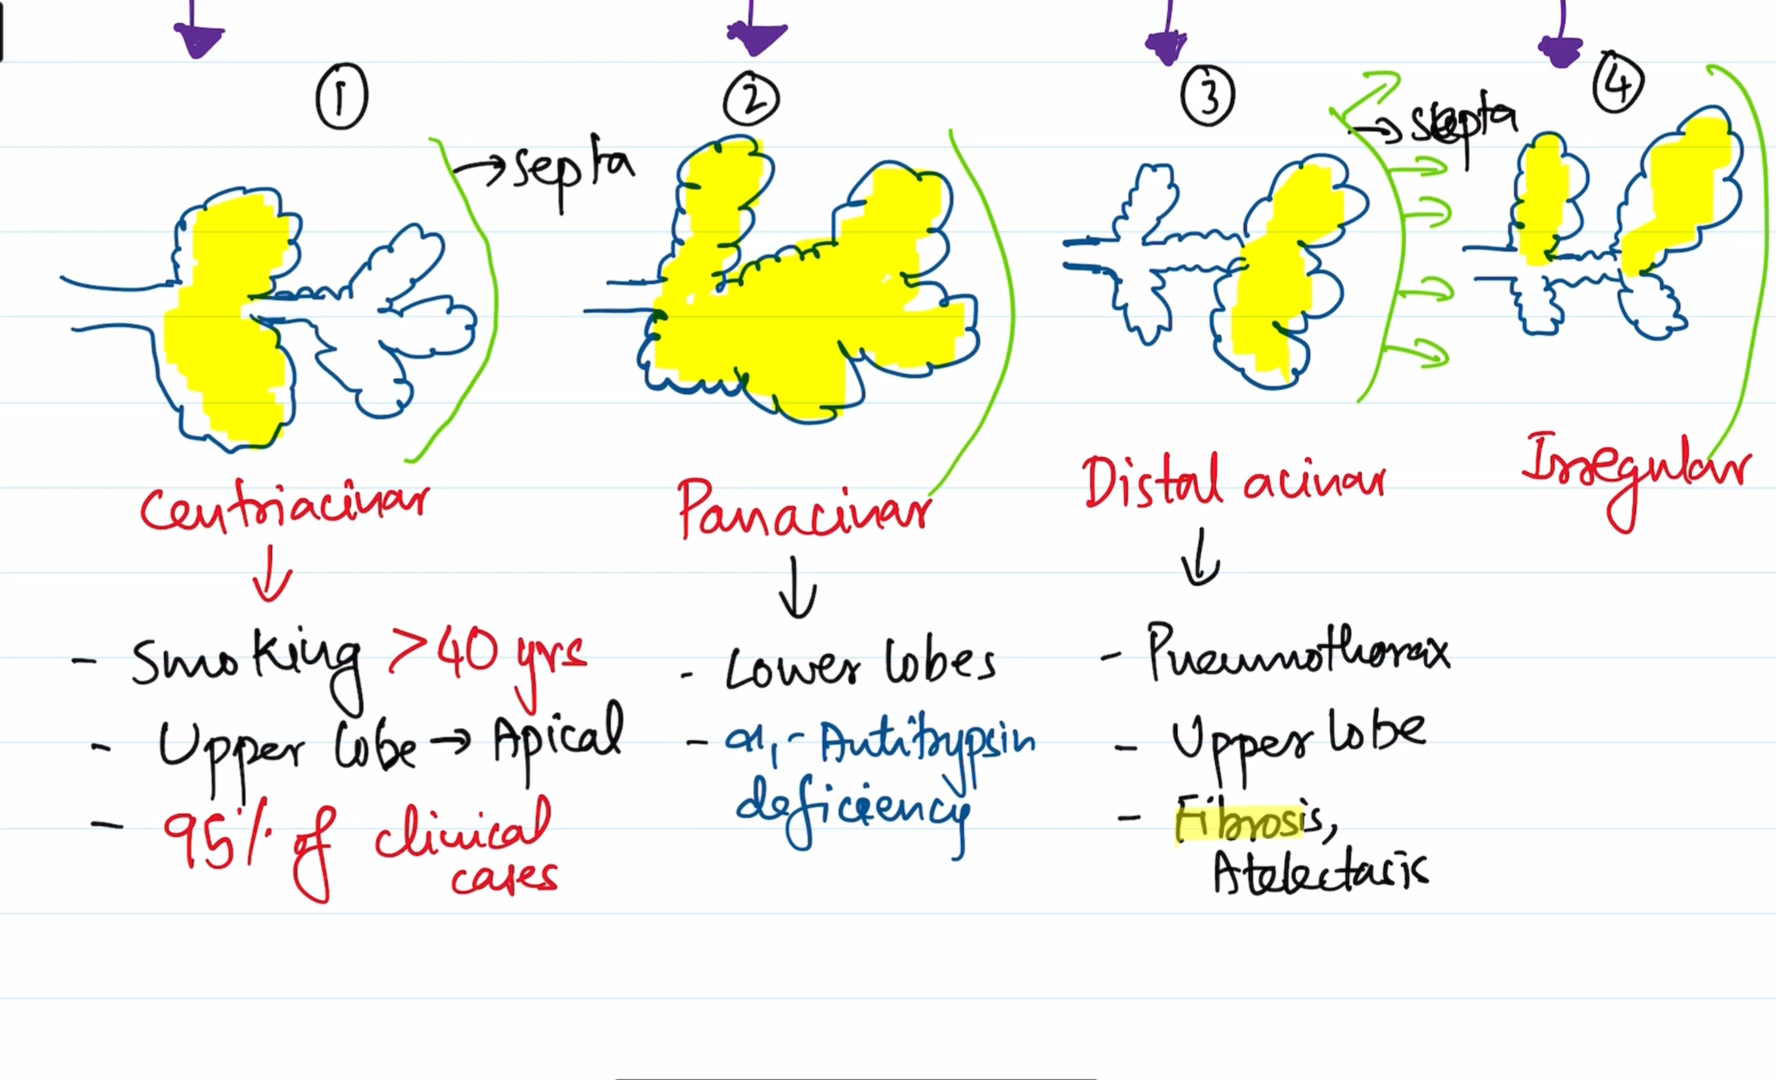 ①
②
③
④
→ septa
→ septa
Centriacinar
Panacinar
Distal acinar
Irregular
- Smoking >40 yrs
- Upper lobe → Apical
- 95% of clinical
cases
- Lower lobes
- α1-Antitrypsin
deficiency
- Pneumothorax
- Upper lobe
- Fibrosis,
Atelectasis